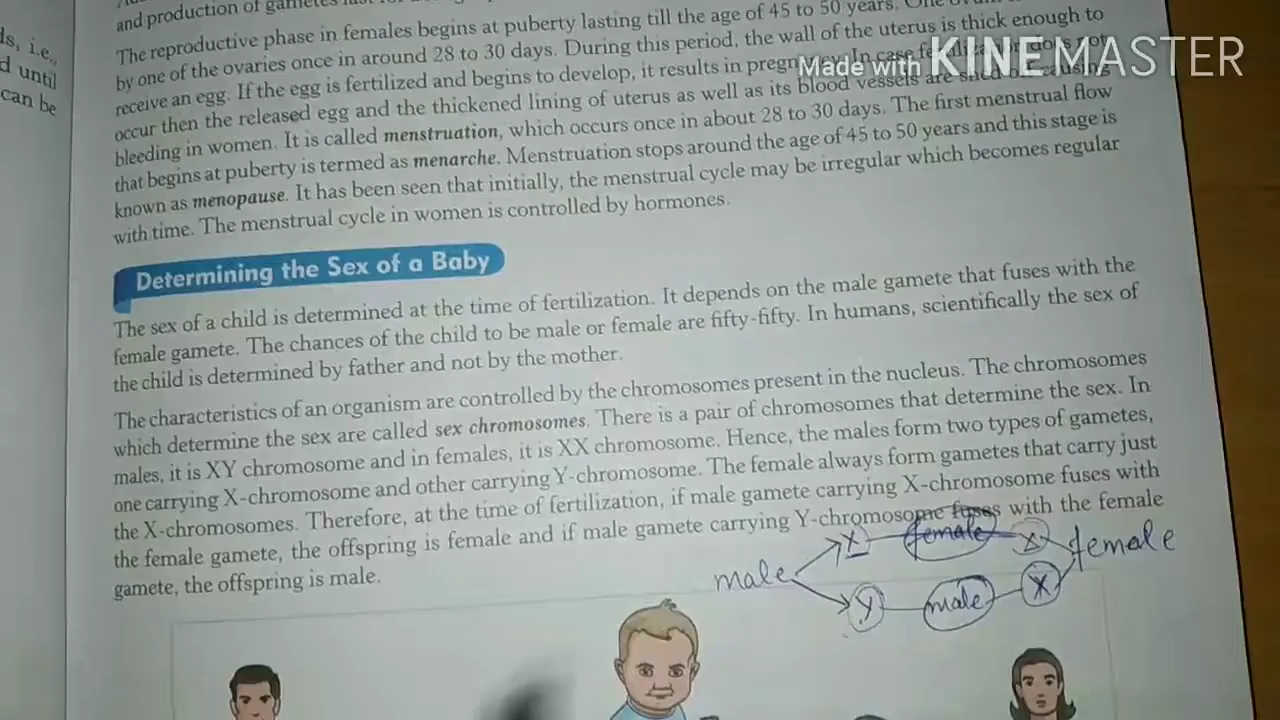 and production of gametes
ds, i.e.,
d until
can be
The reproductive phase in females begins at puberty lasting till the age of 45 to 50 years. One
by one of the ovaries once in around 28 to 30 days. During this period, the wall of the uterus is thick enough to
receive an egg. If the egg is fertilized and begins to develop, it results in pregnancy. In case not
occur then the released egg and the thickened lining of uterus as well as its blood vessels are shed
bleeding in women. It is called menstruation, which occurs once in about 28 to 30 days. The first menstrual flow
that begins at puberty is termed as menarche. Menstruation stops around the age of 45 to 50 years and this stage is
known as menopause. It has been seen that initially, the menstrual cycle may be irregular which becomes regular
with time. The menstrual cycle in women is controlled by hormones.
Made with KINEMASTER
Determining the Sex of a Baby
The sex of a child is determined at the time of fertilization. It depends on the male gamete that fuses with the
female gamete. The chances of the child to be male or female are fifty-fifty. In humans, scientifically the sex of
the child is determined by father and not by the mother.
The characteristics of an organism are controlled by the chromosomes present in the nucleus. The chromosomes
which determine the sex are called sex chromosomes. There is a pair of chromosomes that determine the sex. In
males, it is XY chromosome and in females, it is XX chromosome. Hence, the males form two types of gametes,
one carrying X-chromosome and other carrying Y-chromosome. The female always form gametes that carry just
the X-chromosomes. Therefore, at the time of fertilization, if male gamete carrying X-chromosome fuses with
the female gamete, the offspring is female and if male gamete carrying Y-chromosome fuses with the female
gamete, the offspring is male.
X female X
male female
y male X